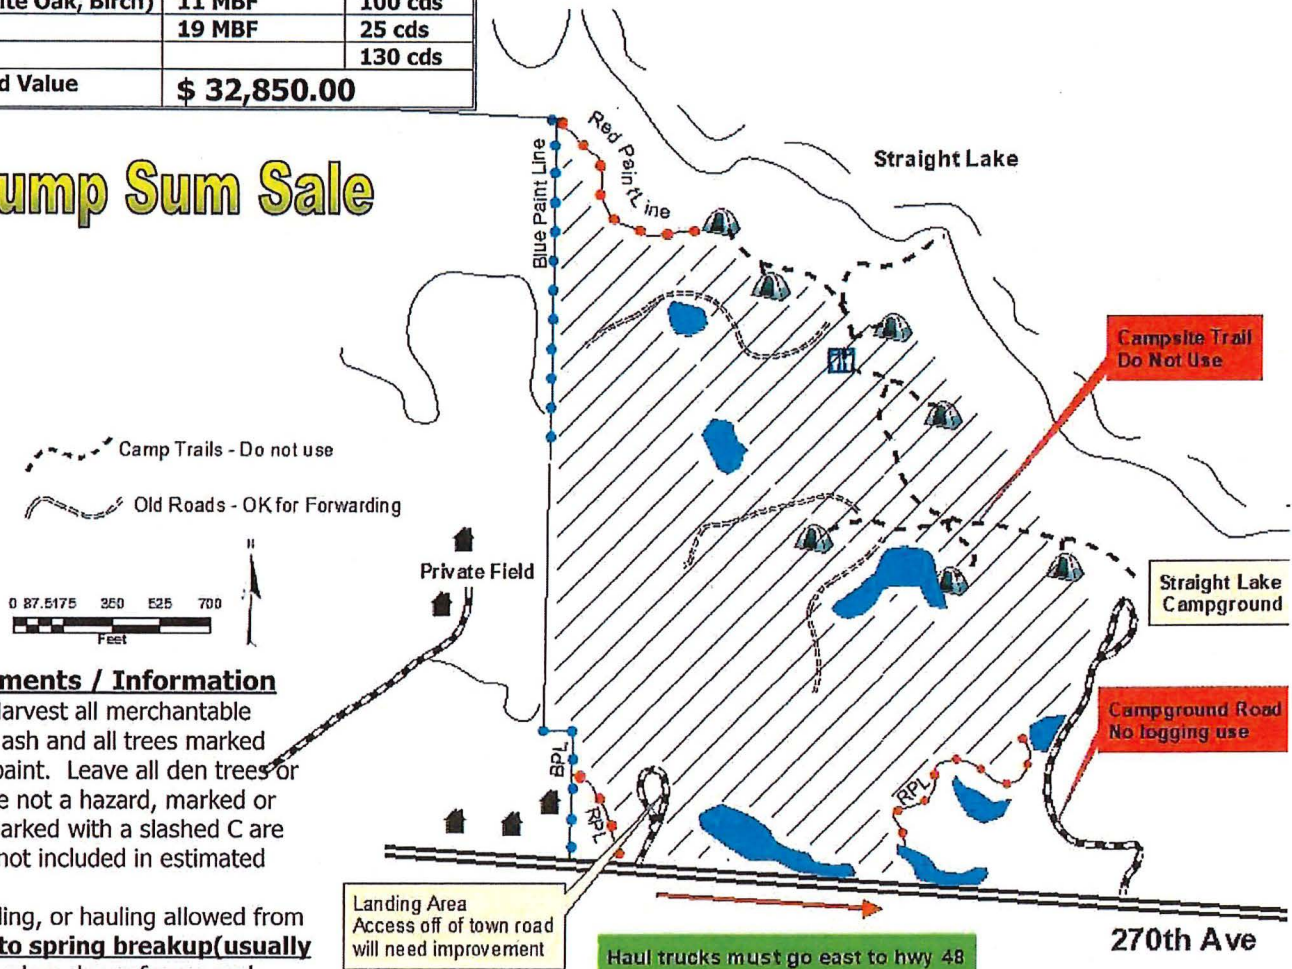 ite Oak, Birch) 11 MBF 100 cds
19 MBF 25 cds
130 cds
d Value $ 32,850.00
ump Sum Sale
Straight Lake
Red Paint Line
Blue Paint Line
Campsite Trail
Do Not Use
Camp Trails - Do not use
Old Roads - OK for Forwarding
N
Private Field
0 87.5175 350 525 700
Feet
Straight Lake
Campground
ments / Information
Harvest all merchantable
ash and all trees marked
paint. Leave all den trees or
e not a hazard, marked or
arked with a slashed C are
not included in estimated
ling, or hauling allowed from
to spring breakup(usually
BPL
RPL
RPL
Campground Road
No logging use
Landing Area
Access off of town road
will need improvement
Haul trucks must go east to hwy 48
270th Ave